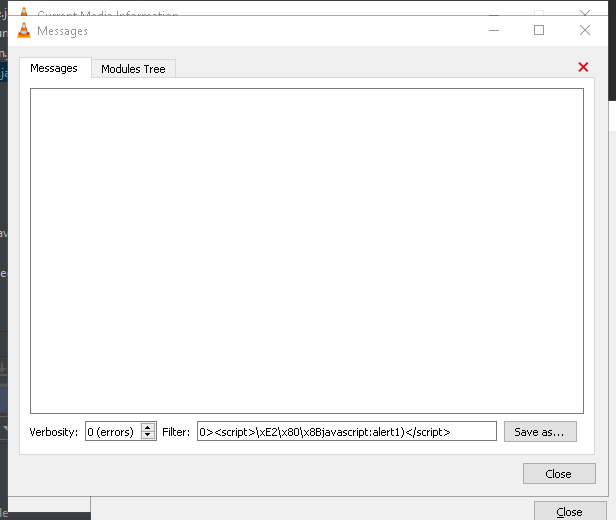 Current Media Information
Messages
Messages Modules Tree
Verbosity: 0 (errors) Filter: 0><script>\xE2\x80\x8Bjavascript:alert1)</script> Save as...
Close
Close